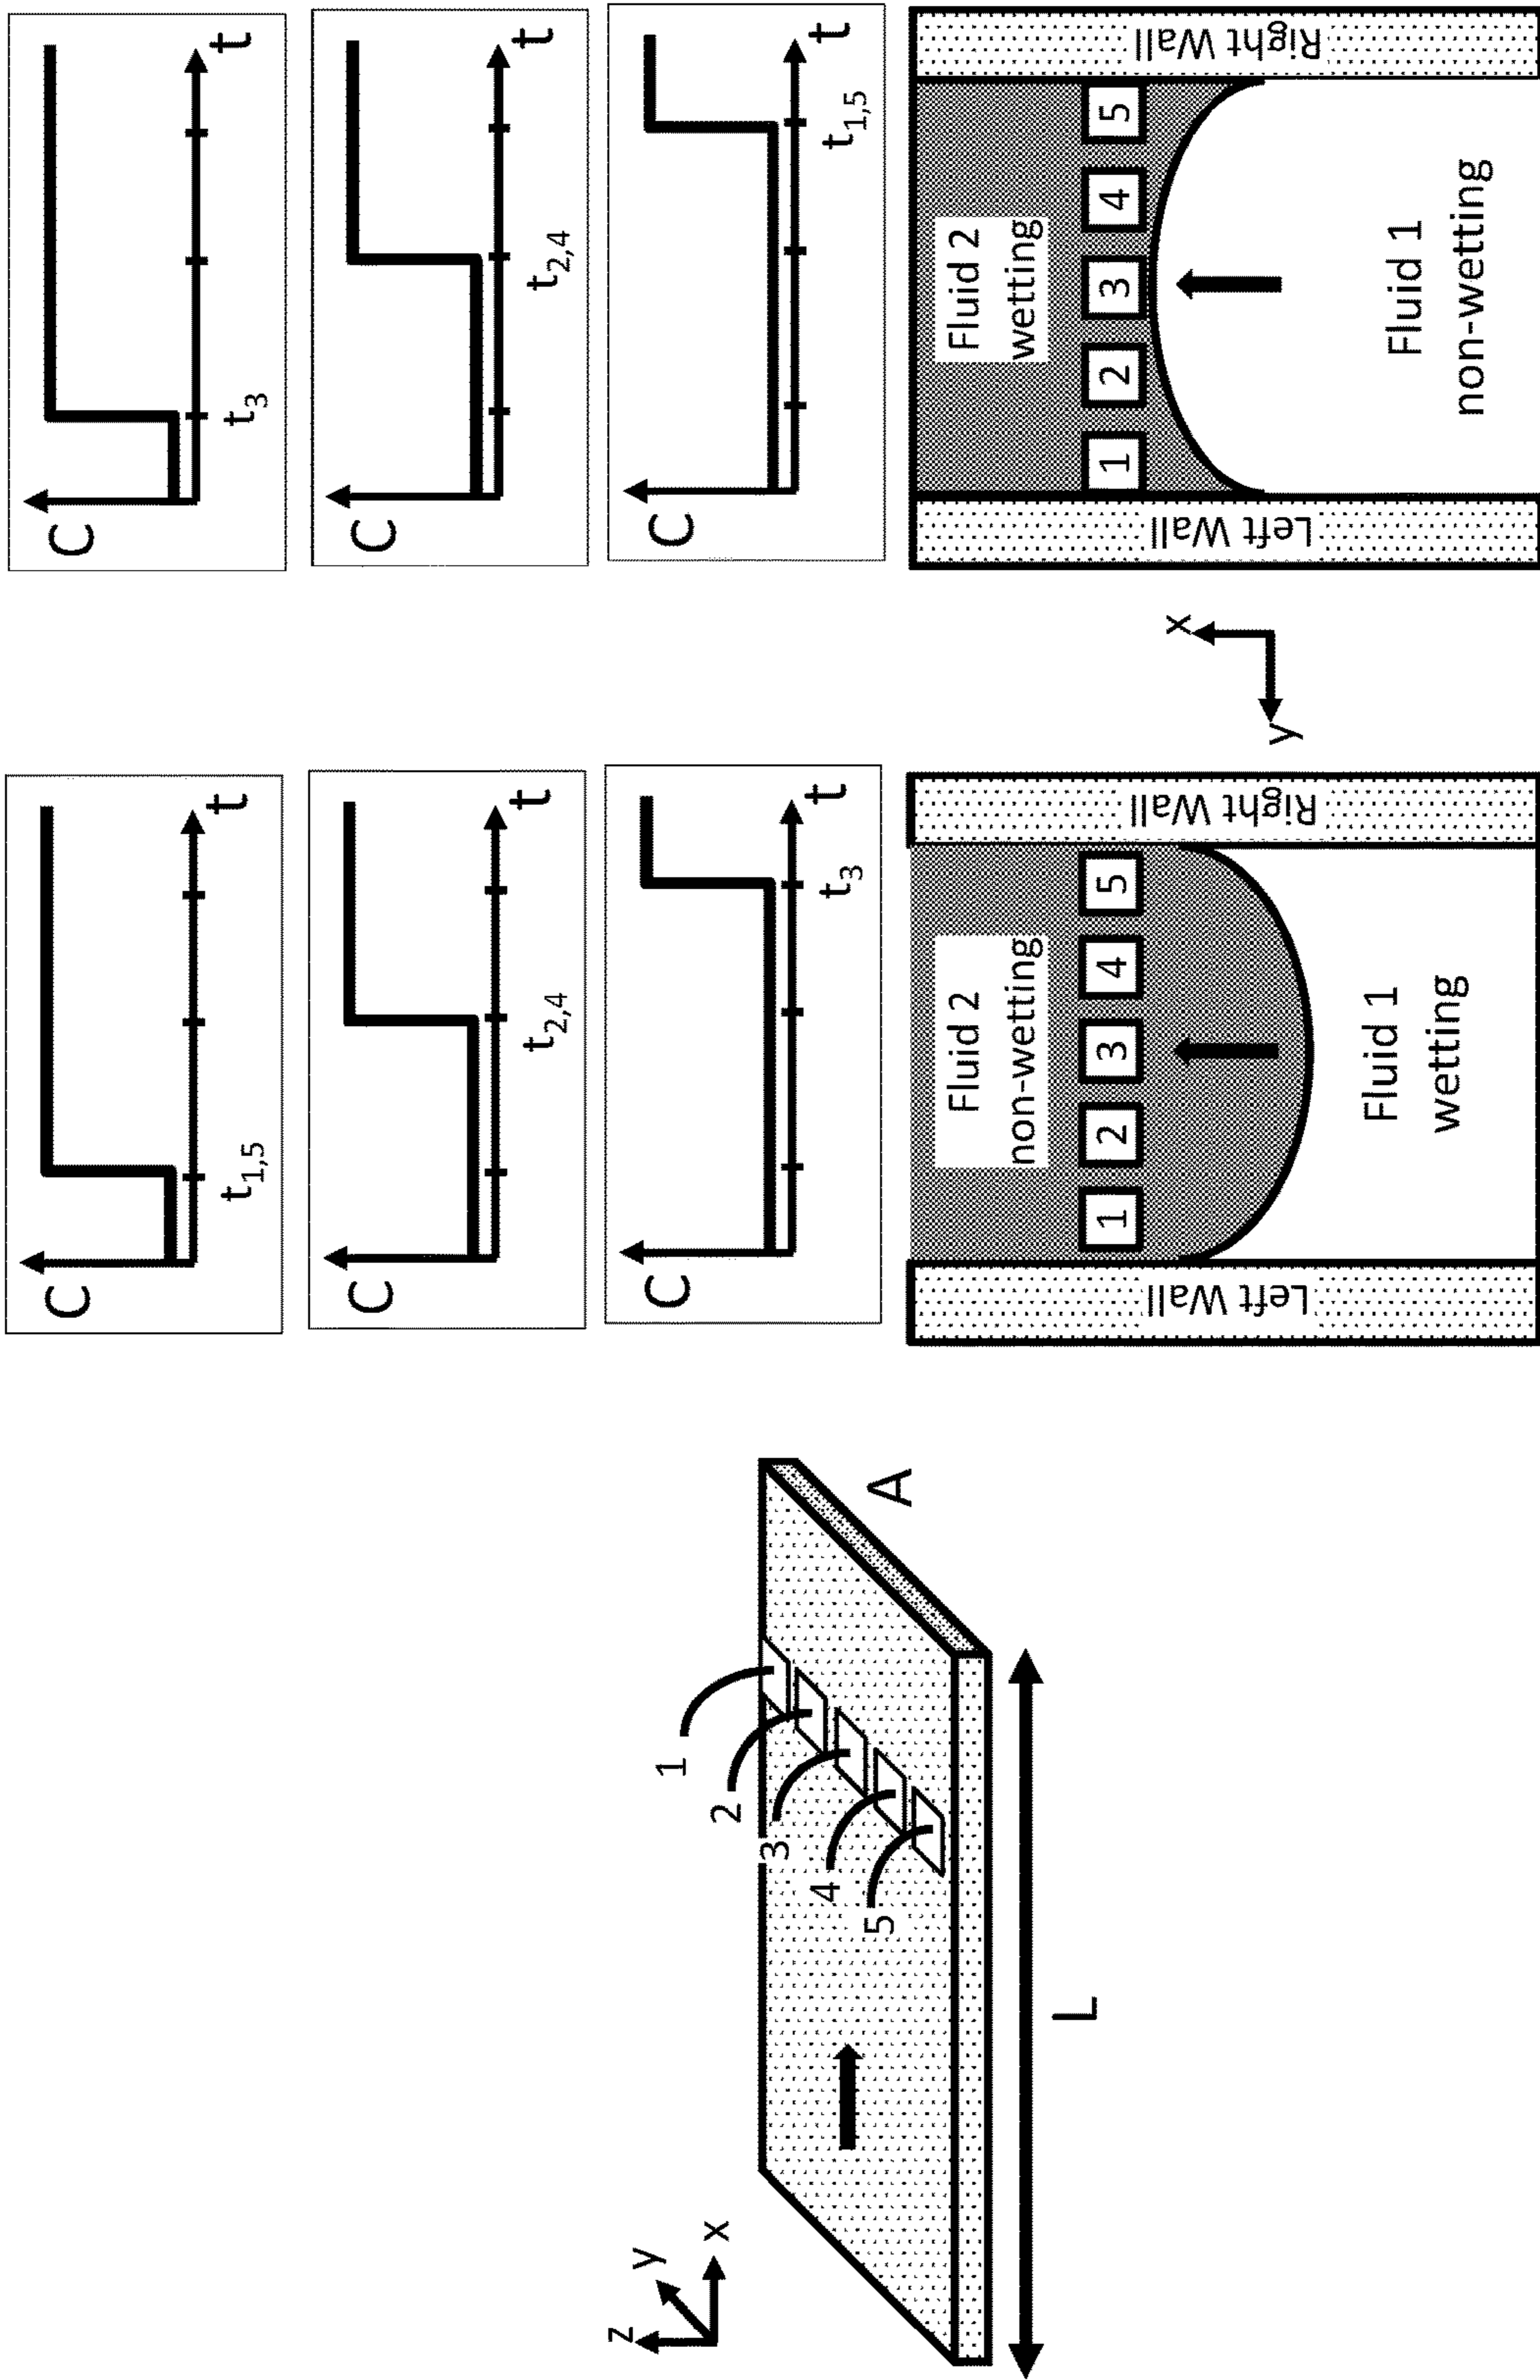 z
y
x
1
2
3
4
5
L
A
C
t
t1,5
C
t
t2,4
C
t
t3
Left Wall
Fluid 2
non-wetting
1
2
3
4
5
Fluid 1
wetting
Right Wall
y
x
C
t
t3
C
t
t2,4
C
t
t1,5
Left Wall
Fluid 2
wetting
1
2
3
4
5
Fluid 1
non-wetting
Right Wall